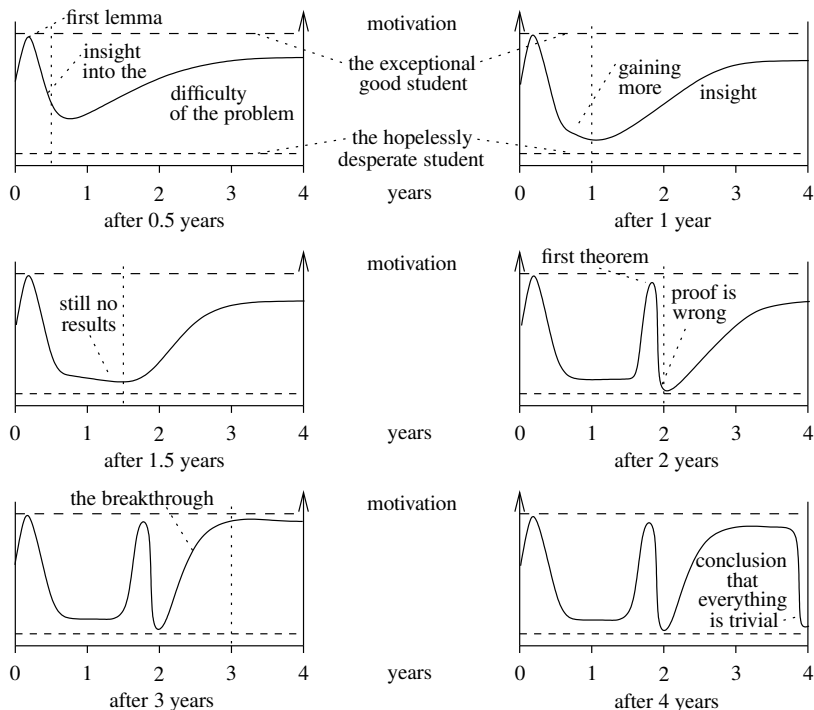 first lemma
motivation
insight
into the
difficulty
of the problem
the exceptional
good student
gaining
more
insight
the hopelessly
desperate student
0 1 2 3 4
years
0 1 2 3 4
after 0.5 years
after 1 year
motivation
still no
results
first theorem
proof is
wrong
0 1 2 3 4
years
0 1 2 3 4
after 1.5 years
after 2 years
the breakthrough
motivation
conclusion
that
everything
is trivial
0 1 2 3 4
years
0 1 2 3 4
after 3 years
after 4 years